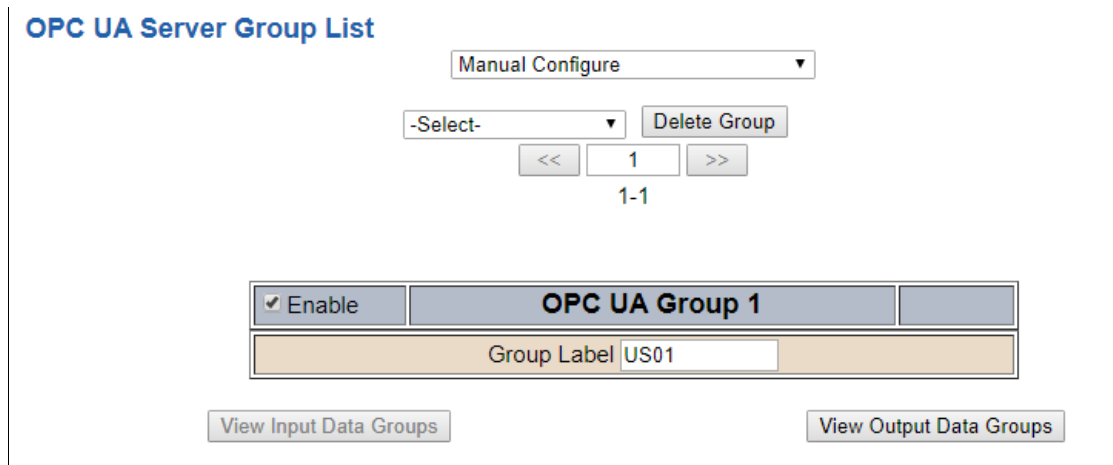 OPC UA Server Group List
Manual Configure
-Select- Delete Group
<< 1 >>
1-1
Enable OPC UA Group 1
Group Label US01
View Input Data Groups View Output Data Groups